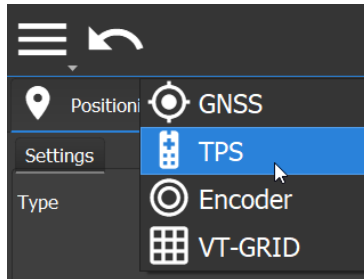 Positioni
GNSS
TPS
Settings
Type
Encoder
VT-GRID